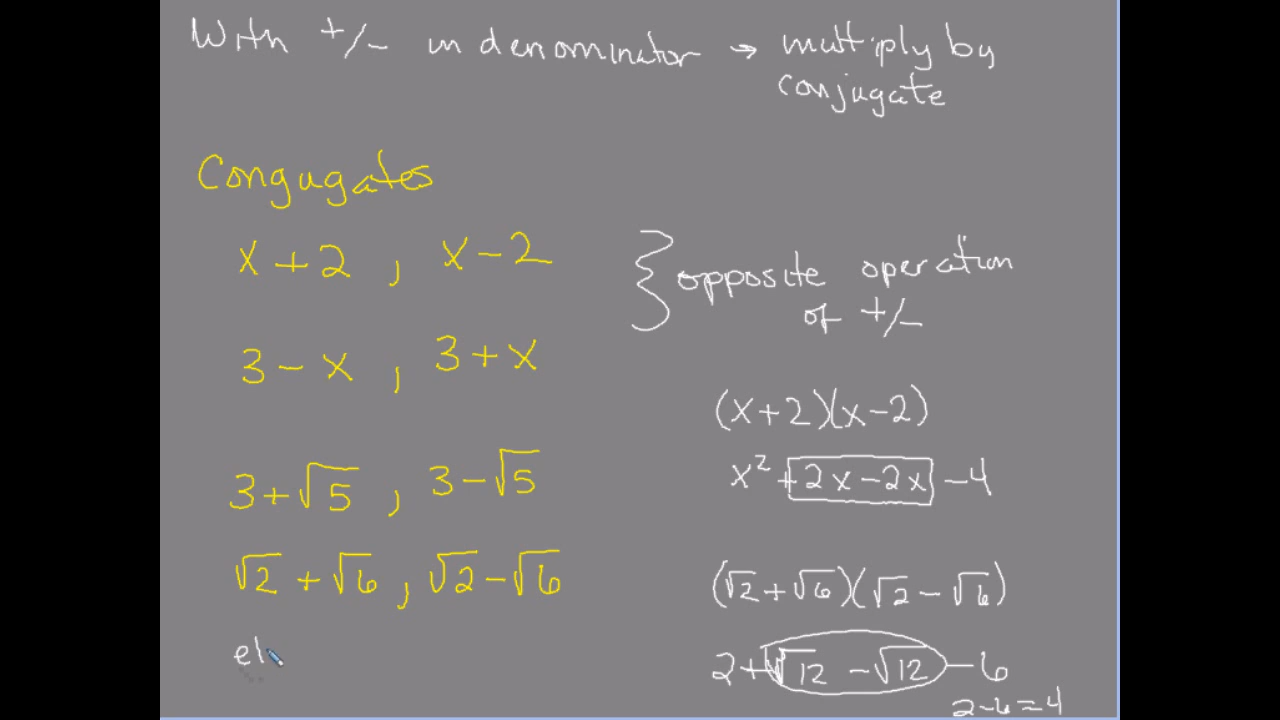 With +/- in denominator → multiply by
conjugate
Congugates
x + 2 , x - 2
3 - x , 3 + x
3 + √5 , 3 - √5
√2 + √6 , √2 - √6
el
} opposite operation
of +/-
(x + 2)(x - 2)
x² + 2x - 2x - 4
(√2 + √6)(√2 - √6)
2 + √12 - √12 - 6
2 - 6 = 4